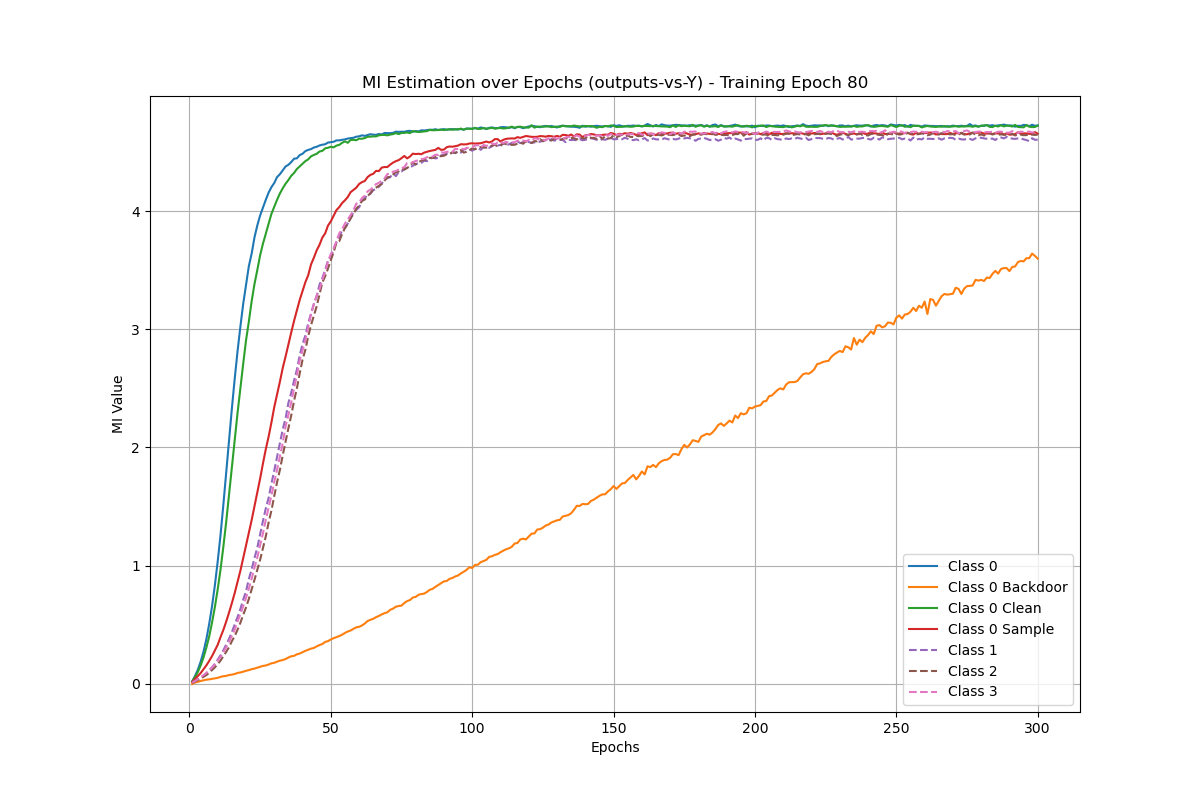 MI Estimation over Epochs (outputs-vs-Y) - Training Epoch 80
MI Value
4
3
2
1
0
0 50 100 150 200 250 300
Epochs
Class 0
Class 0 Backdoor
Class 0 Clean
Class 0 Sample
Class 1
Class 2
Class 3